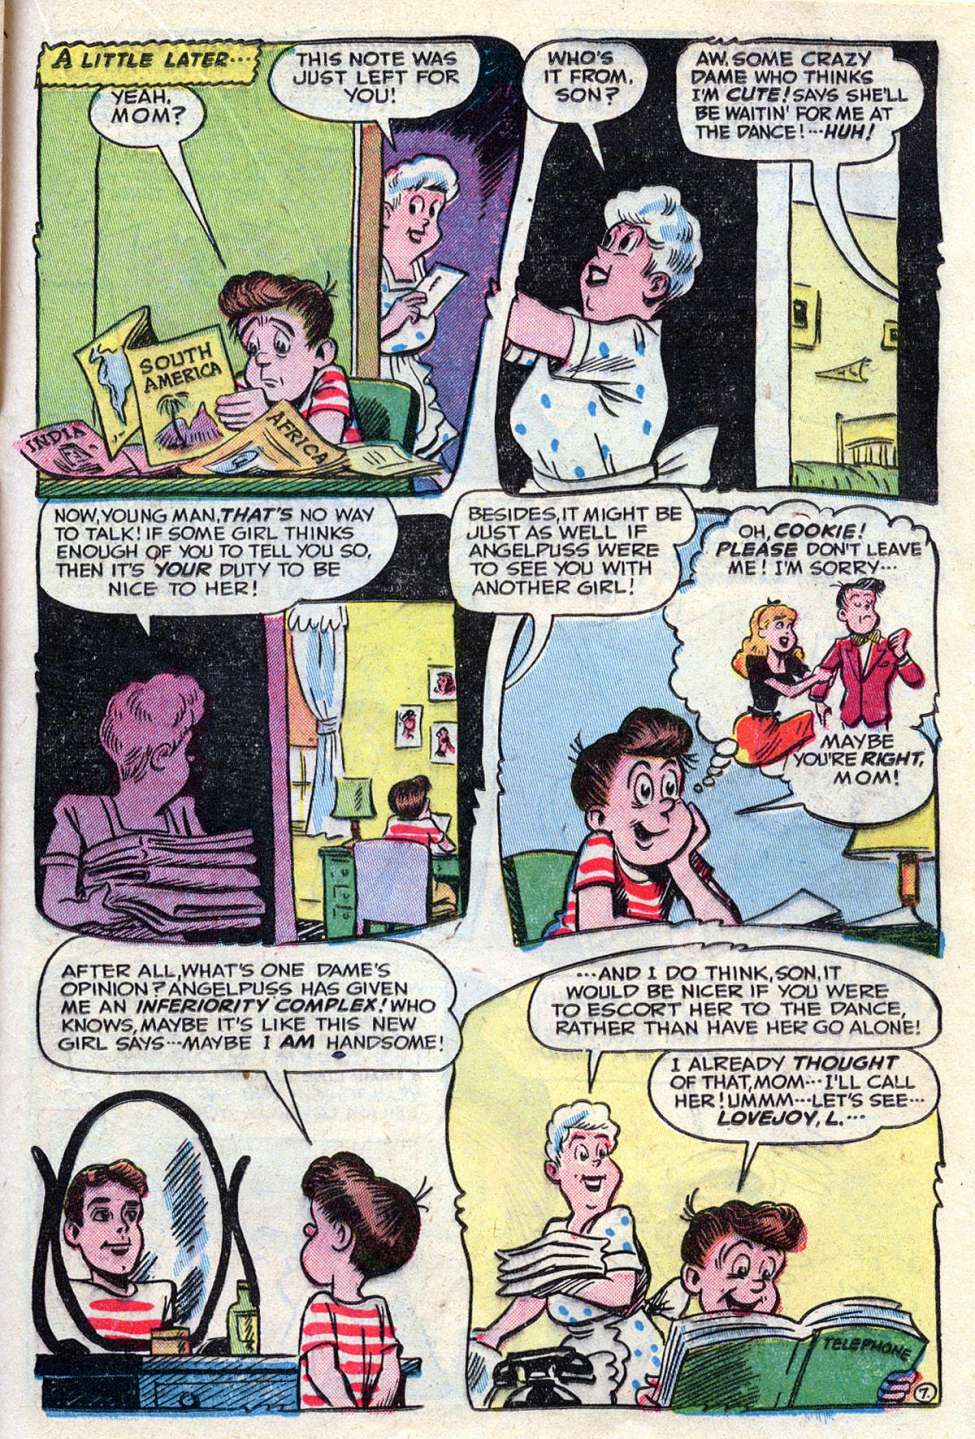 A LITTLE LATER...
YEAH,
MOM?
THIS NOTE WAS
JUST LEFT FOR
YOU!
SOUTH
AMERICA
INDIA
AFRICA
WHO'S
IT FROM,
SON?
AW, SOME CRAZY
DAME WHO THINKS
I'M CUTE! SAYS SHE'LL
BE WAITIN' FOR ME AT
THE DANCE!...HUH!
NOW, YOUNG MAN, THAT'S NO WAY
TO TALK! IF SOME GIRL THINKS
ENOUGH OF YOU TO TELL YOU SO,
THEN IT'S YOUR DUTY TO BE
NICE TO HER!
BESIDES, IT MIGHT BE
JUST AS WELL IF
ANGELPUSS WERE
TO SEE YOU WITH
ANOTHER GIRL!
OH, COOKIE!
PLEASE DON'T LEAVE
ME! I'M SORRY...
MAYBE
YOU'RE RIGHT,
MOM!
AFTER ALL, WHAT'S ONE DAME'S
OPINION? ANGELPUSS HAS GIVEN
ME AN INFERIORITY COMPLEX! WHO
KNOWS, MAYBE IT'S LIKE THIS NEW
GIRL SAYS...MAYBE I AM HANDSOME!
...AND I DO THINK, SON, IT
WOULD BE NICER IF YOU WERE
TO ESCORT HER TO THE DANCE,
RATHER THAN HAVE HER GO ALONE!
I ALREADY THOUGHT
OF THAT, MOM...I'LL CALL
HER! UMMM...LET'S SEE...
LOVEJOY, L....
TELEPHONE
7.